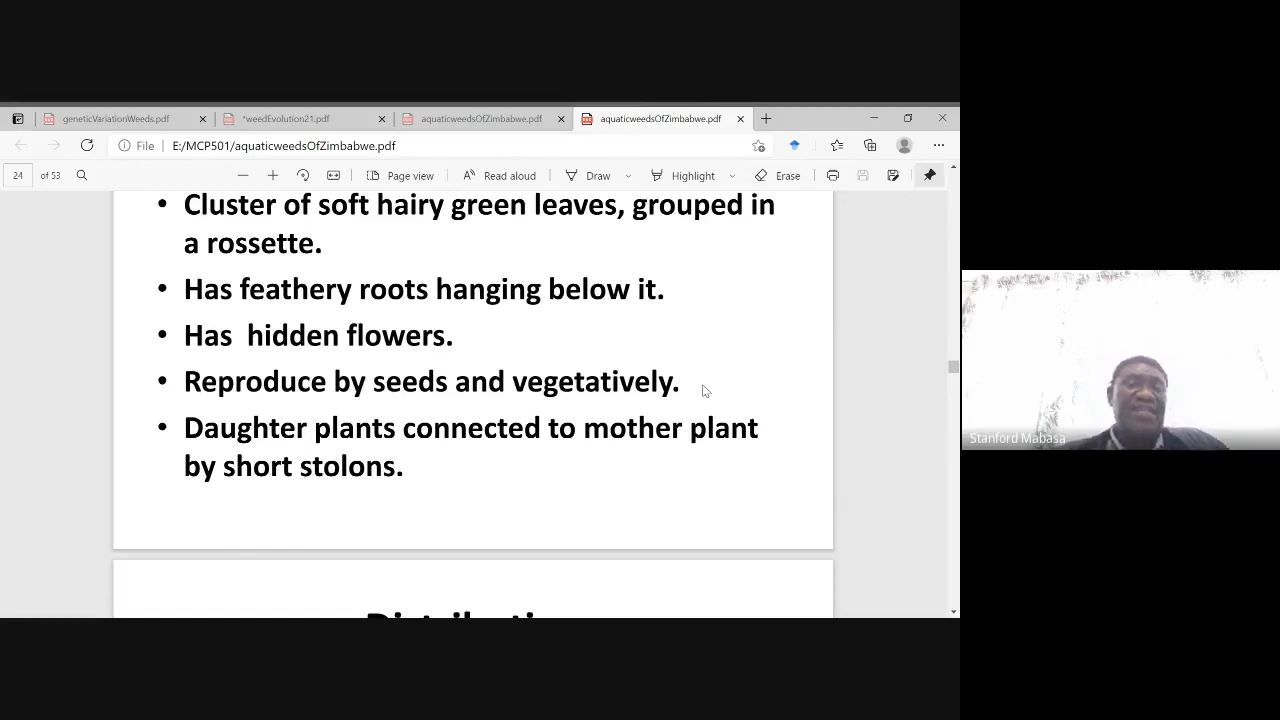 geneticVariationWeeds.pdf
*weedEvolution21.pdf
aquaticweedsOfZimbabwe.pdf
aquaticweedsOfZimbabwe.pdf
File
E:/MCP501/aquaticweedsOfZimbabwe.pdf
24 of 53
Page view
Read aloud
Draw
Highlight
Erase
• Cluster of soft hairy green leaves, grouped in
a rossette.
• Has feathery roots hanging below it.
• Has hidden flowers.
• Reproduce by seeds and vegetatively.
• Daughter plants connected to mother plant
by short stolons.
Stanford Mabasa